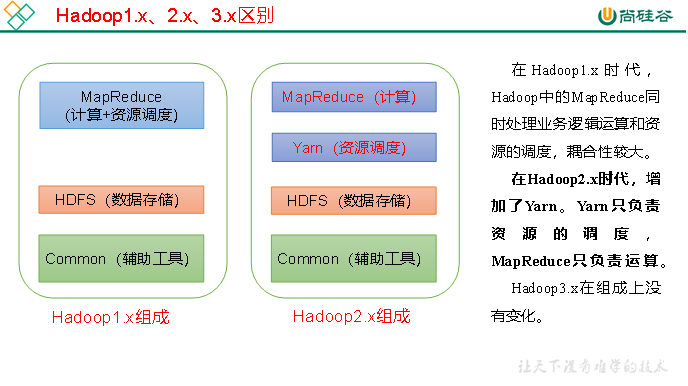 Hadoop1.x、2.x、3.x区别
尚硅谷
MapReduce
(计算+资源调度)
HDFS（数据存储）
Common（辅助工具）
Hadoop1.x组成
MapReduce（计算）
Yarn（资源调度）
HDFS（数据存储）
Common（辅助工具）
Hadoop2.x组成
在Hadoop1.x时代，
Hadoop中的MapReduce同
时处理业务逻辑运算和资
源的调度，耦合性较大。
在Hadoop2.x时代，增
加了Yarn。Yarn只负责
资源的调度，
MapReduce只负责运算。
Hadoop3.x在组成上没
有变化。
让天下没有难学的技术